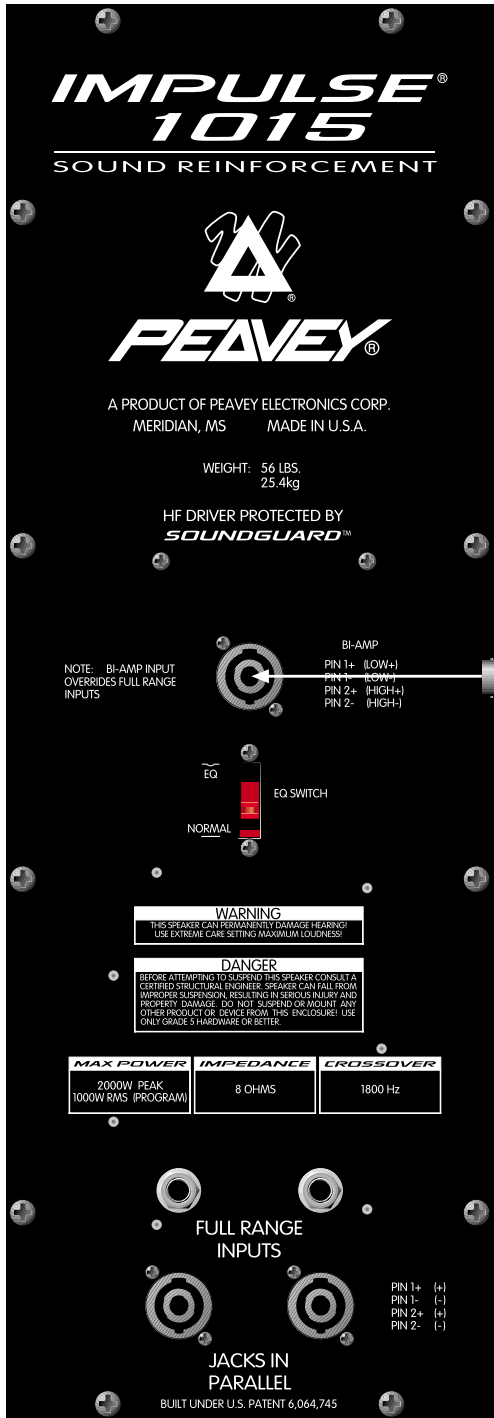 IMPULSE®
1015
SOUND REINFORCEMENT
®
PEAVEY®
A PRODUCT OF PEAVEY ELECTRONICS CORP.
MERIDIAN, MS MADE IN U.S.A.
WEIGHT: 56 LBS.
25.4kg
HF DRIVER PROTECTED BY
SOUNDGUARD™
NOTE: BI-AMP INPUT
OVERRIDES FULL RANGE
INPUTS
BI-AMP
PIN 1+ (LOW+)
PIN 1- (LOW-)
PIN 2+ (HIGH+)
PIN 2- (HIGH-)
EQ
EQ SWITCH
NORMAL
WARNING
THIS SPEAKER CAN PERMANENTLY DAMAGE HEARING!
USE EXTREME CARE SETTING MAXIMUM LOUDNESS!
DANGER
BEFORE ATTEMPTING TO SUSPEND THIS SPEAKER CONSULT A
CERTIFIED STRUCTURAL ENGINEER. SPEAKER CAN FALL FROM
IMPROPER SUSPENSION, RESULTING IN SERIOUS INJURY AND
PROPERTY DAMAGE. DO NOT SUSPEND OR MOUNT ANY
OTHER PRODUCT OR DEVICE FROM THIS ENCLOSURE! USE
ONLY GRADE 5 HARDWARE OR BETTER.
MAX POWER
2000W PEAK
1000W RMS (PROGRAM)
IMPEDANCE
8 OHMS
CROSSOVER
1800 Hz
FULL RANGE
INPUTS
PIN 1+ (+)
PIN 1- (-)
PIN 2+ (+)
PIN 2- (-)
JACKS IN
PARALLEL
BUILT UNDER U.S. PATENT 6,064,745